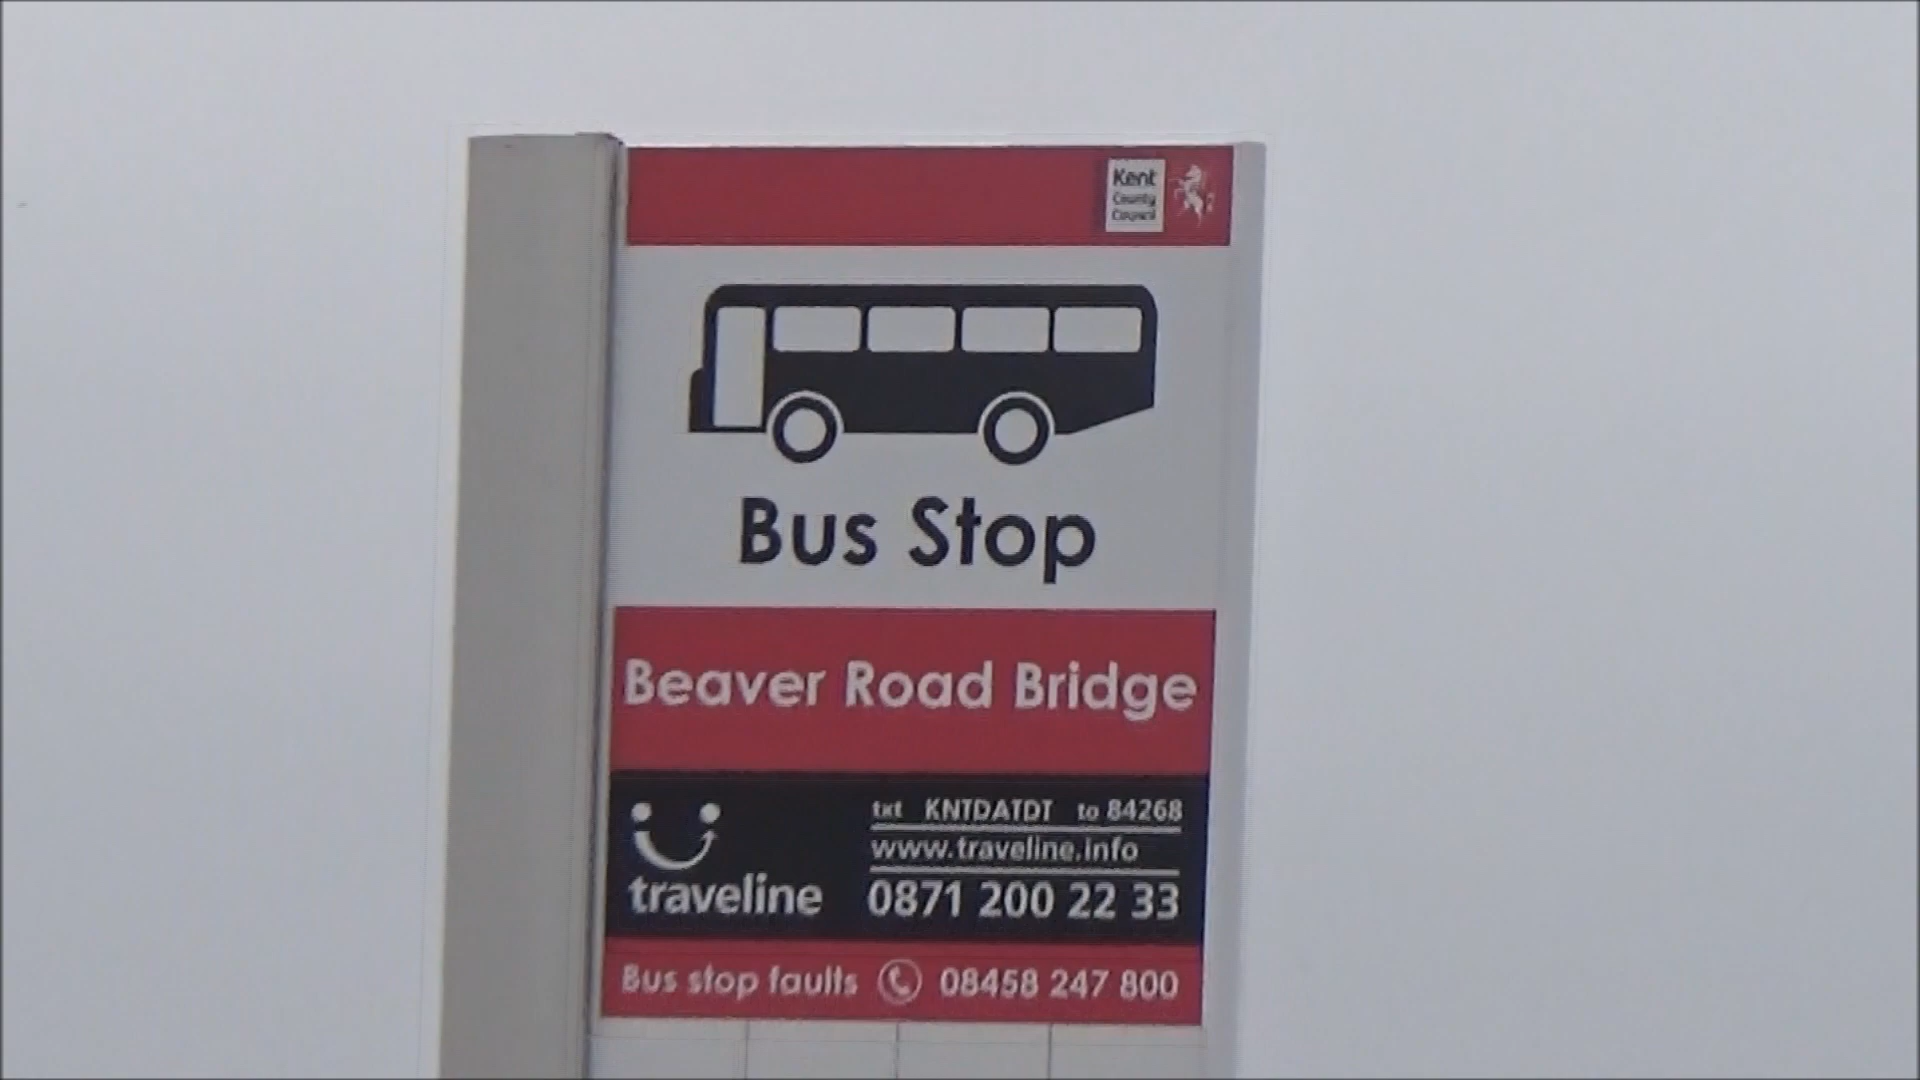 Kent
County
Council
Bus Stop
Beaver Road Bridge
txt KNTDATDT to 84268
www.traveline.info
traveline 0871 200 22 33
Bus stop faults 08458 247 800